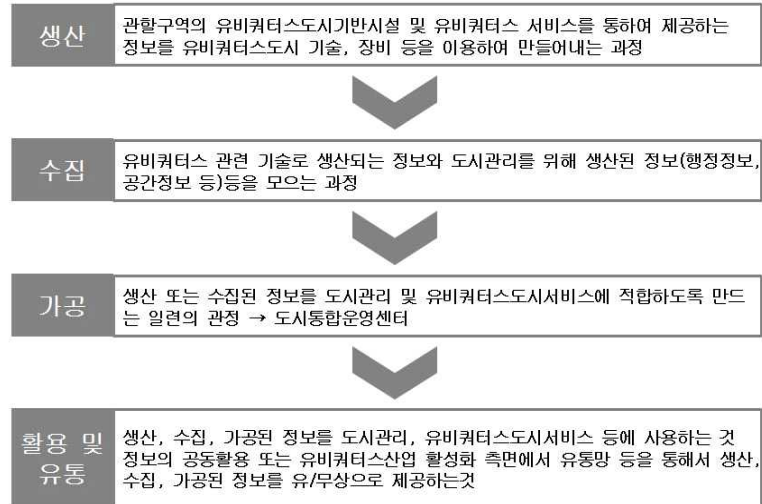 생산
관할구역의 유비쿼터스도시기반시설 및 유비쿼터스 서비스를 통하여 제공하는
정보를 유비쿼터스도시 기술, 장비 등을 이용하여 만들어내는 과정
수집
유비쿼터스 관련 기술로 생산되는 정보와 도시관리를 위해 생산된 정보(행정정보,
공간정보 등)등을 모으는 과정
가공
생산 또는 수집된 정보를 도시관리 및 유비쿼터스도시서비스에 적합하도록 만드
는 일련의 관정 → 도시통합운영센터
활용 및
유통
생산, 수집, 가공된 정보를 도시관리, 유비쿼터스도시서비스 등에 사용하는 것
정보의 공동활용 또는 유비쿼터스산업 활성화 측면에서 유통망 등을 통해서 생산,
수집, 가공된 정보를 유/무상으로 제공하는것